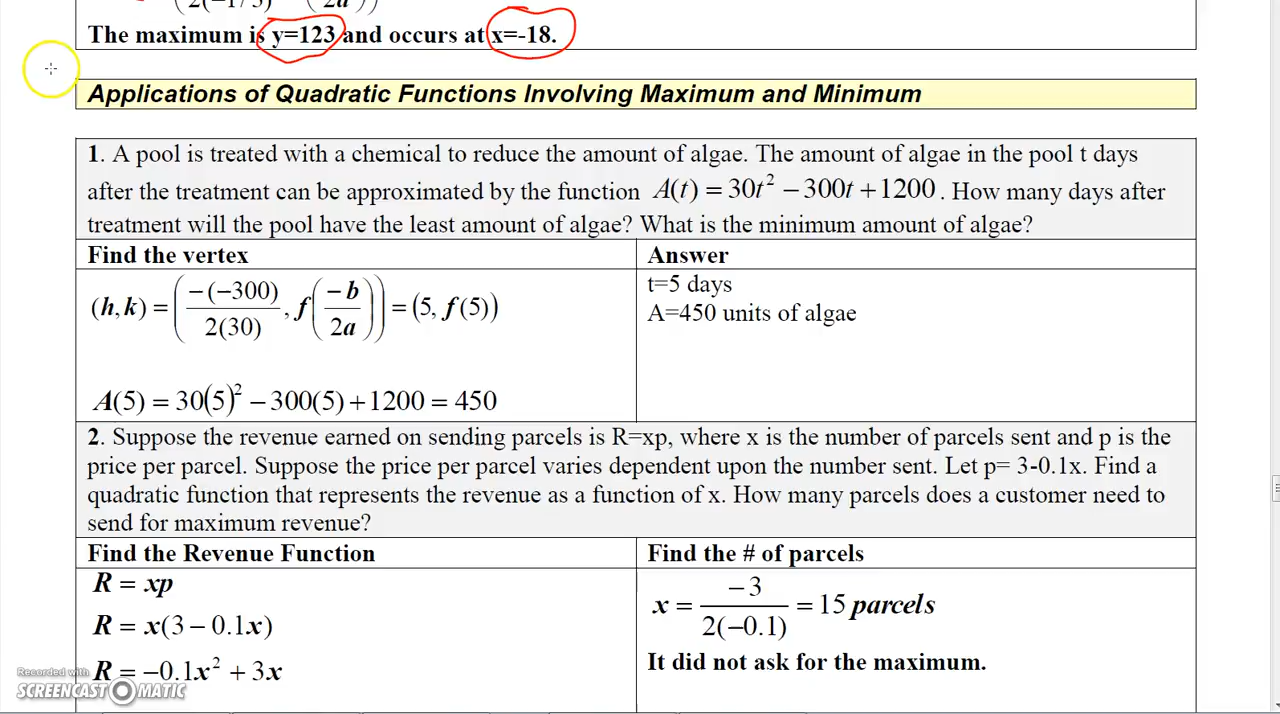 2(-1/3) 2a
The maximum is y=123 and occurs at x=-18.
Applications of Quadratic Functions Involving Maximum and Minimum
1. A pool is treated with a chemical to reduce the amount of algae. The amount of algae in the pool t days
after the treatment can be approximated by the function A(t) = 30t² − 300t + 1200. How many days after
treatment will the pool have the least amount of algae? What is the minimum amount of algae?
Find the vertex
(h, k) = (−(−300)/2(30), f(−b/2a)) = (5, f(5))
A(5) = 30(5)² − 300(5) + 1200 = 450
Answer
t=5 days
A=450 units of algae
2. Suppose the revenue earned on sending parcels is R=xp, where x is the number of parcels sent and p is the
price per parcel. Suppose the price per parcel varies dependent upon the number sent. Let p= 3-0.1x. Find a
quadratic function that represents the revenue as a function of x. How many parcels does a customer need to
send for maximum revenue?
Find the Revenue Function
R = xp
R = x(3 − 0.1x)
R = −0.1x² + 3x
Find the # of parcels
x = −3/2(−0.1) = 15 parcels
It did not ask for the maximum.
Recorded with
SCREENCAST-O-MATIC